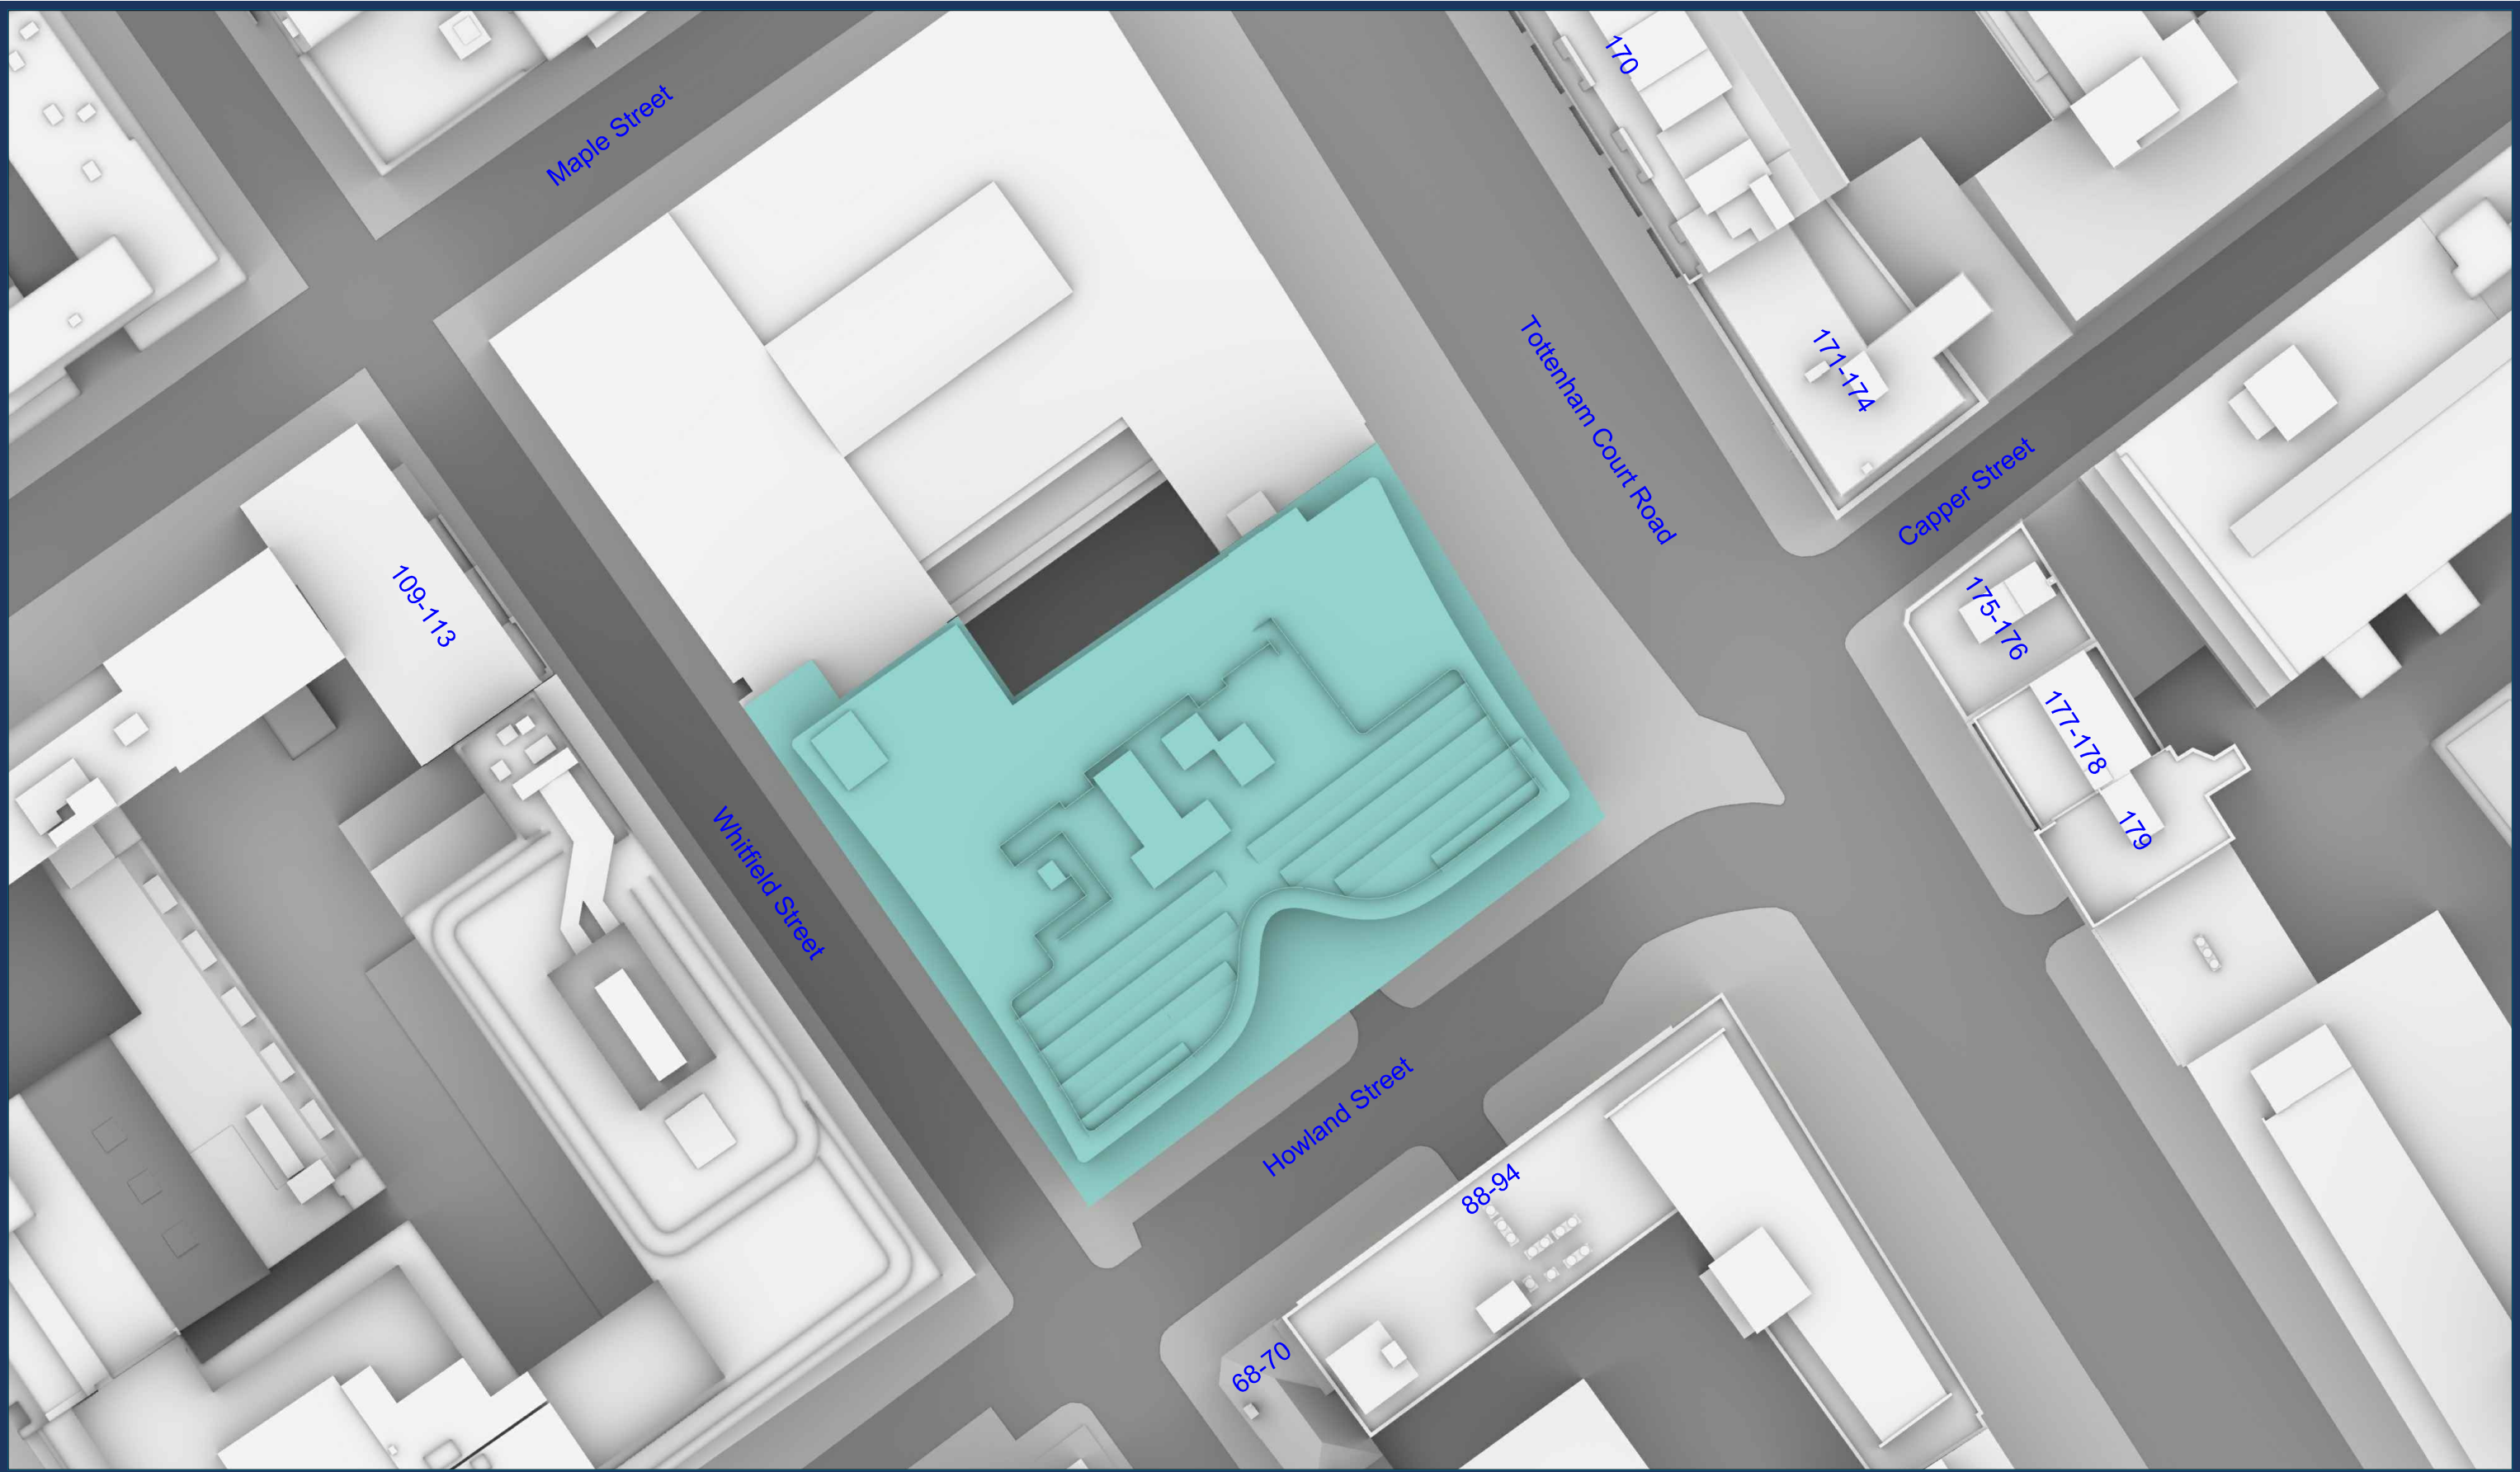 170
Maple Street
171-174
Tottenham Court Road
Capper Street
109-113
175-176
177-178
179
Whitfield Street
Howland Street
88-94
68-70